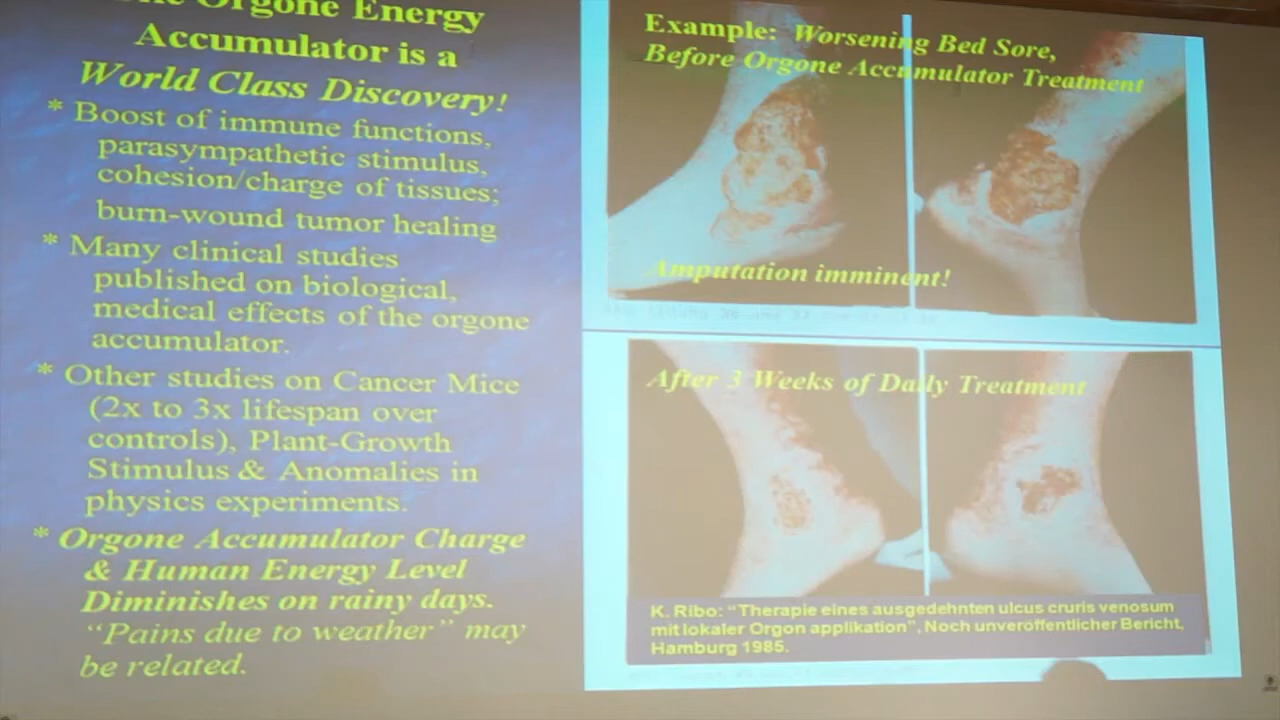 The Orgone Energy
Accumulator is a
World Class Discovery!
* Boost of immune functions,
parasympathetic stimulus,
cohesion/charge of tissues;
burn-wound tumor healing
* Many clinical studies
published on biological,
medical effects of the orgone
accumulator.
* Other studies on Cancer Mice
(2x to 3x lifespan over
controls), Plant-Growth
Stimulus & Anomalies in
physics experiments.
* Orgone Accumulator Charge
& Human Energy Level
Diminishes on rainy days.
“Pains due to weather” may
be related.
Example: Worsening Bed Sore,
Before Orgone Accumulator Treatment
Amputation imminent!
After 3 Weeks of Daily Treatment
K. Ribo: “Therapie eines ausgedehnten ulcus cruris venosum
mit lokaler Orgon applikation”, Noch unveröffentlicher Bericht,
Hamburg 1985.